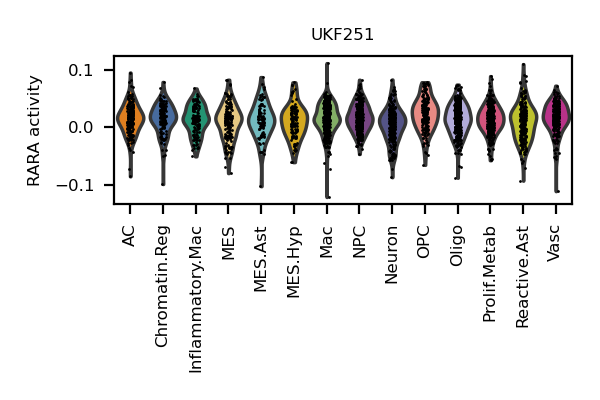 UKF251
RARA activity
0.1
0.0
−0.1
AC
Chromatin.Reg
Inflammatory.Mac
MES
MES.Ast
MES.Hyp
Mac
NPC
Neuron
OPC
Oligo
Prolif.Metab
Reactive.Ast
Vasc